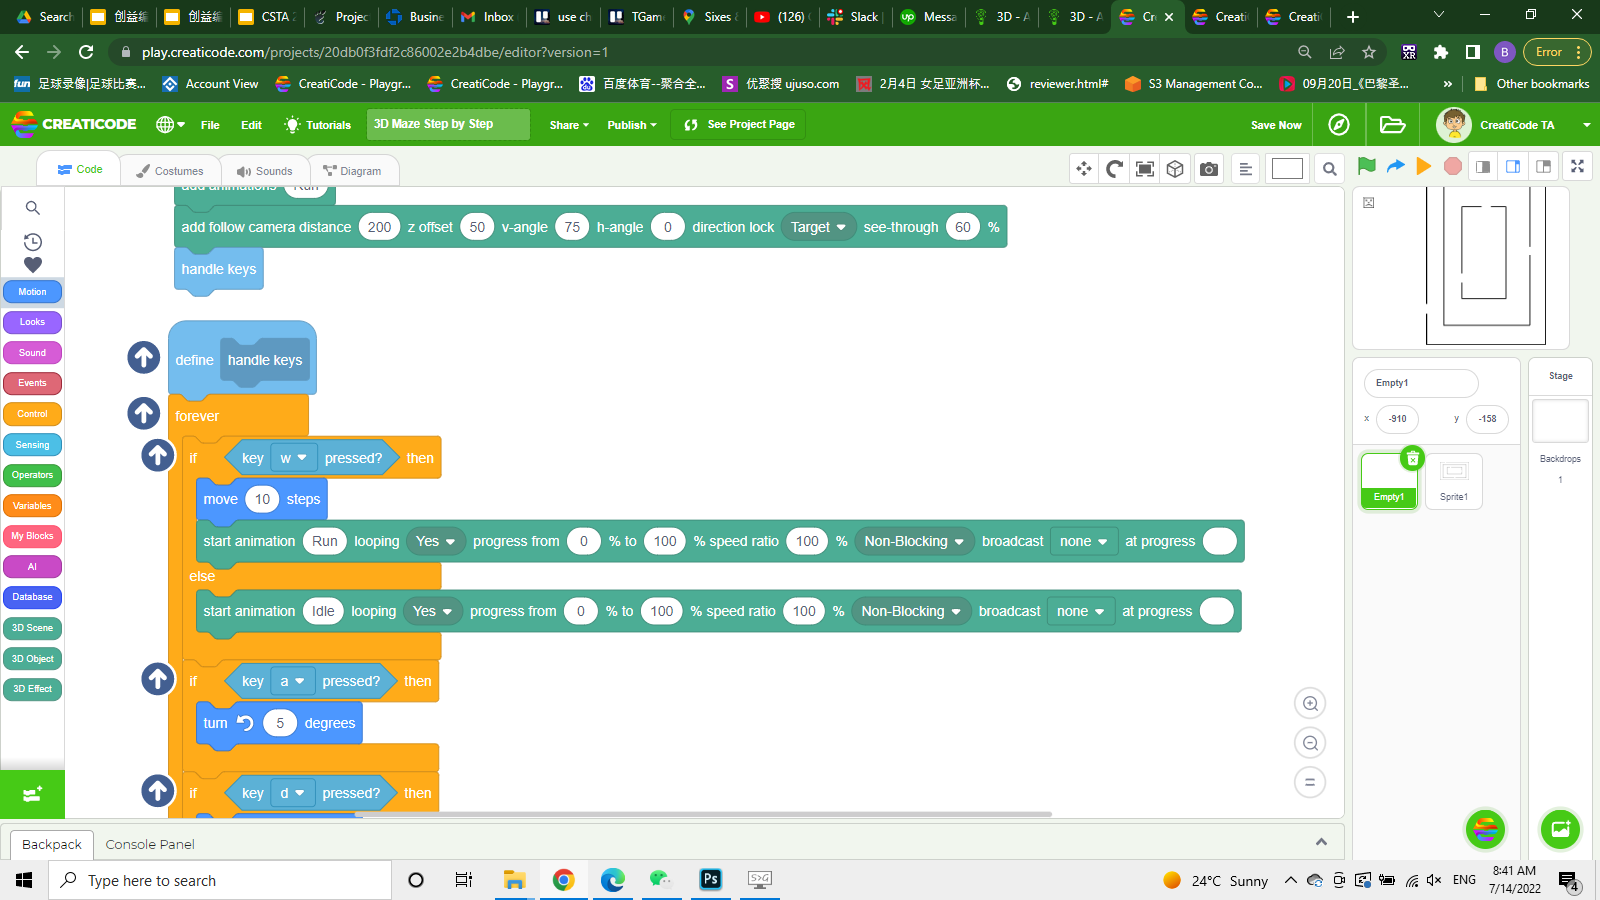 Search
创益编
创益编
CSTA 2
Projec
Busine
Inbox
use ch
TGam
Sixes &
(126)
Slack
Messa
3D - A
3D - A
Cr
Creati
Creati
play.creaticode.com/projects/20db0f3fdf2c86002e2b4dbe/editor?version=1
B
Error
足球录像|足球比赛...
Account View
CreatiCode - Playgr...
CreatiCode - Playgr...
百度体育--聚合全...
优聚搜 ujuso.com
2月4日 女足亚洲杯...
reviewer.html#
S3 Management Co...
09月20日_《巴黎圣...
»
Other bookmarks
CREATICODE
File
Edit
Tutorials
3D Maze Step by Step
Share
Publish
See Project Page
Save Now
CreatiCode TA
Code
Costumes
Sounds
Diagram
add animations Run
add follow camera distance 200 z offset 50 v-angle 75 h-angle 0 direction lock Target see-through 60 %
handle keys
define handle keys
forever
if key w pressed? then
move 10 steps
start animation Run looping Yes progress from 0 % to 100 % speed ratio 100 % Non-Blocking broadcast none at progress
else
start animation Idle looping Yes progress from 0 % to 100 % speed ratio 100 % Non-Blocking broadcast none at progress
if key a pressed? then
turn 5 degrees
if key d pressed? then
Motion
Looks
Sound
Events
Control
Sensing
Operators
Variables
My Blocks
AI
Database
3D Scene
3D Object
3D Effect
Empty1
x -910 y -158
Empty1
Sprite1
Stage
Backdrops
1
Backpack
Console Panel
Type here to search
Ps
S>G
24°C Sunny
ENG
8:41 AM
7/14/2022
4